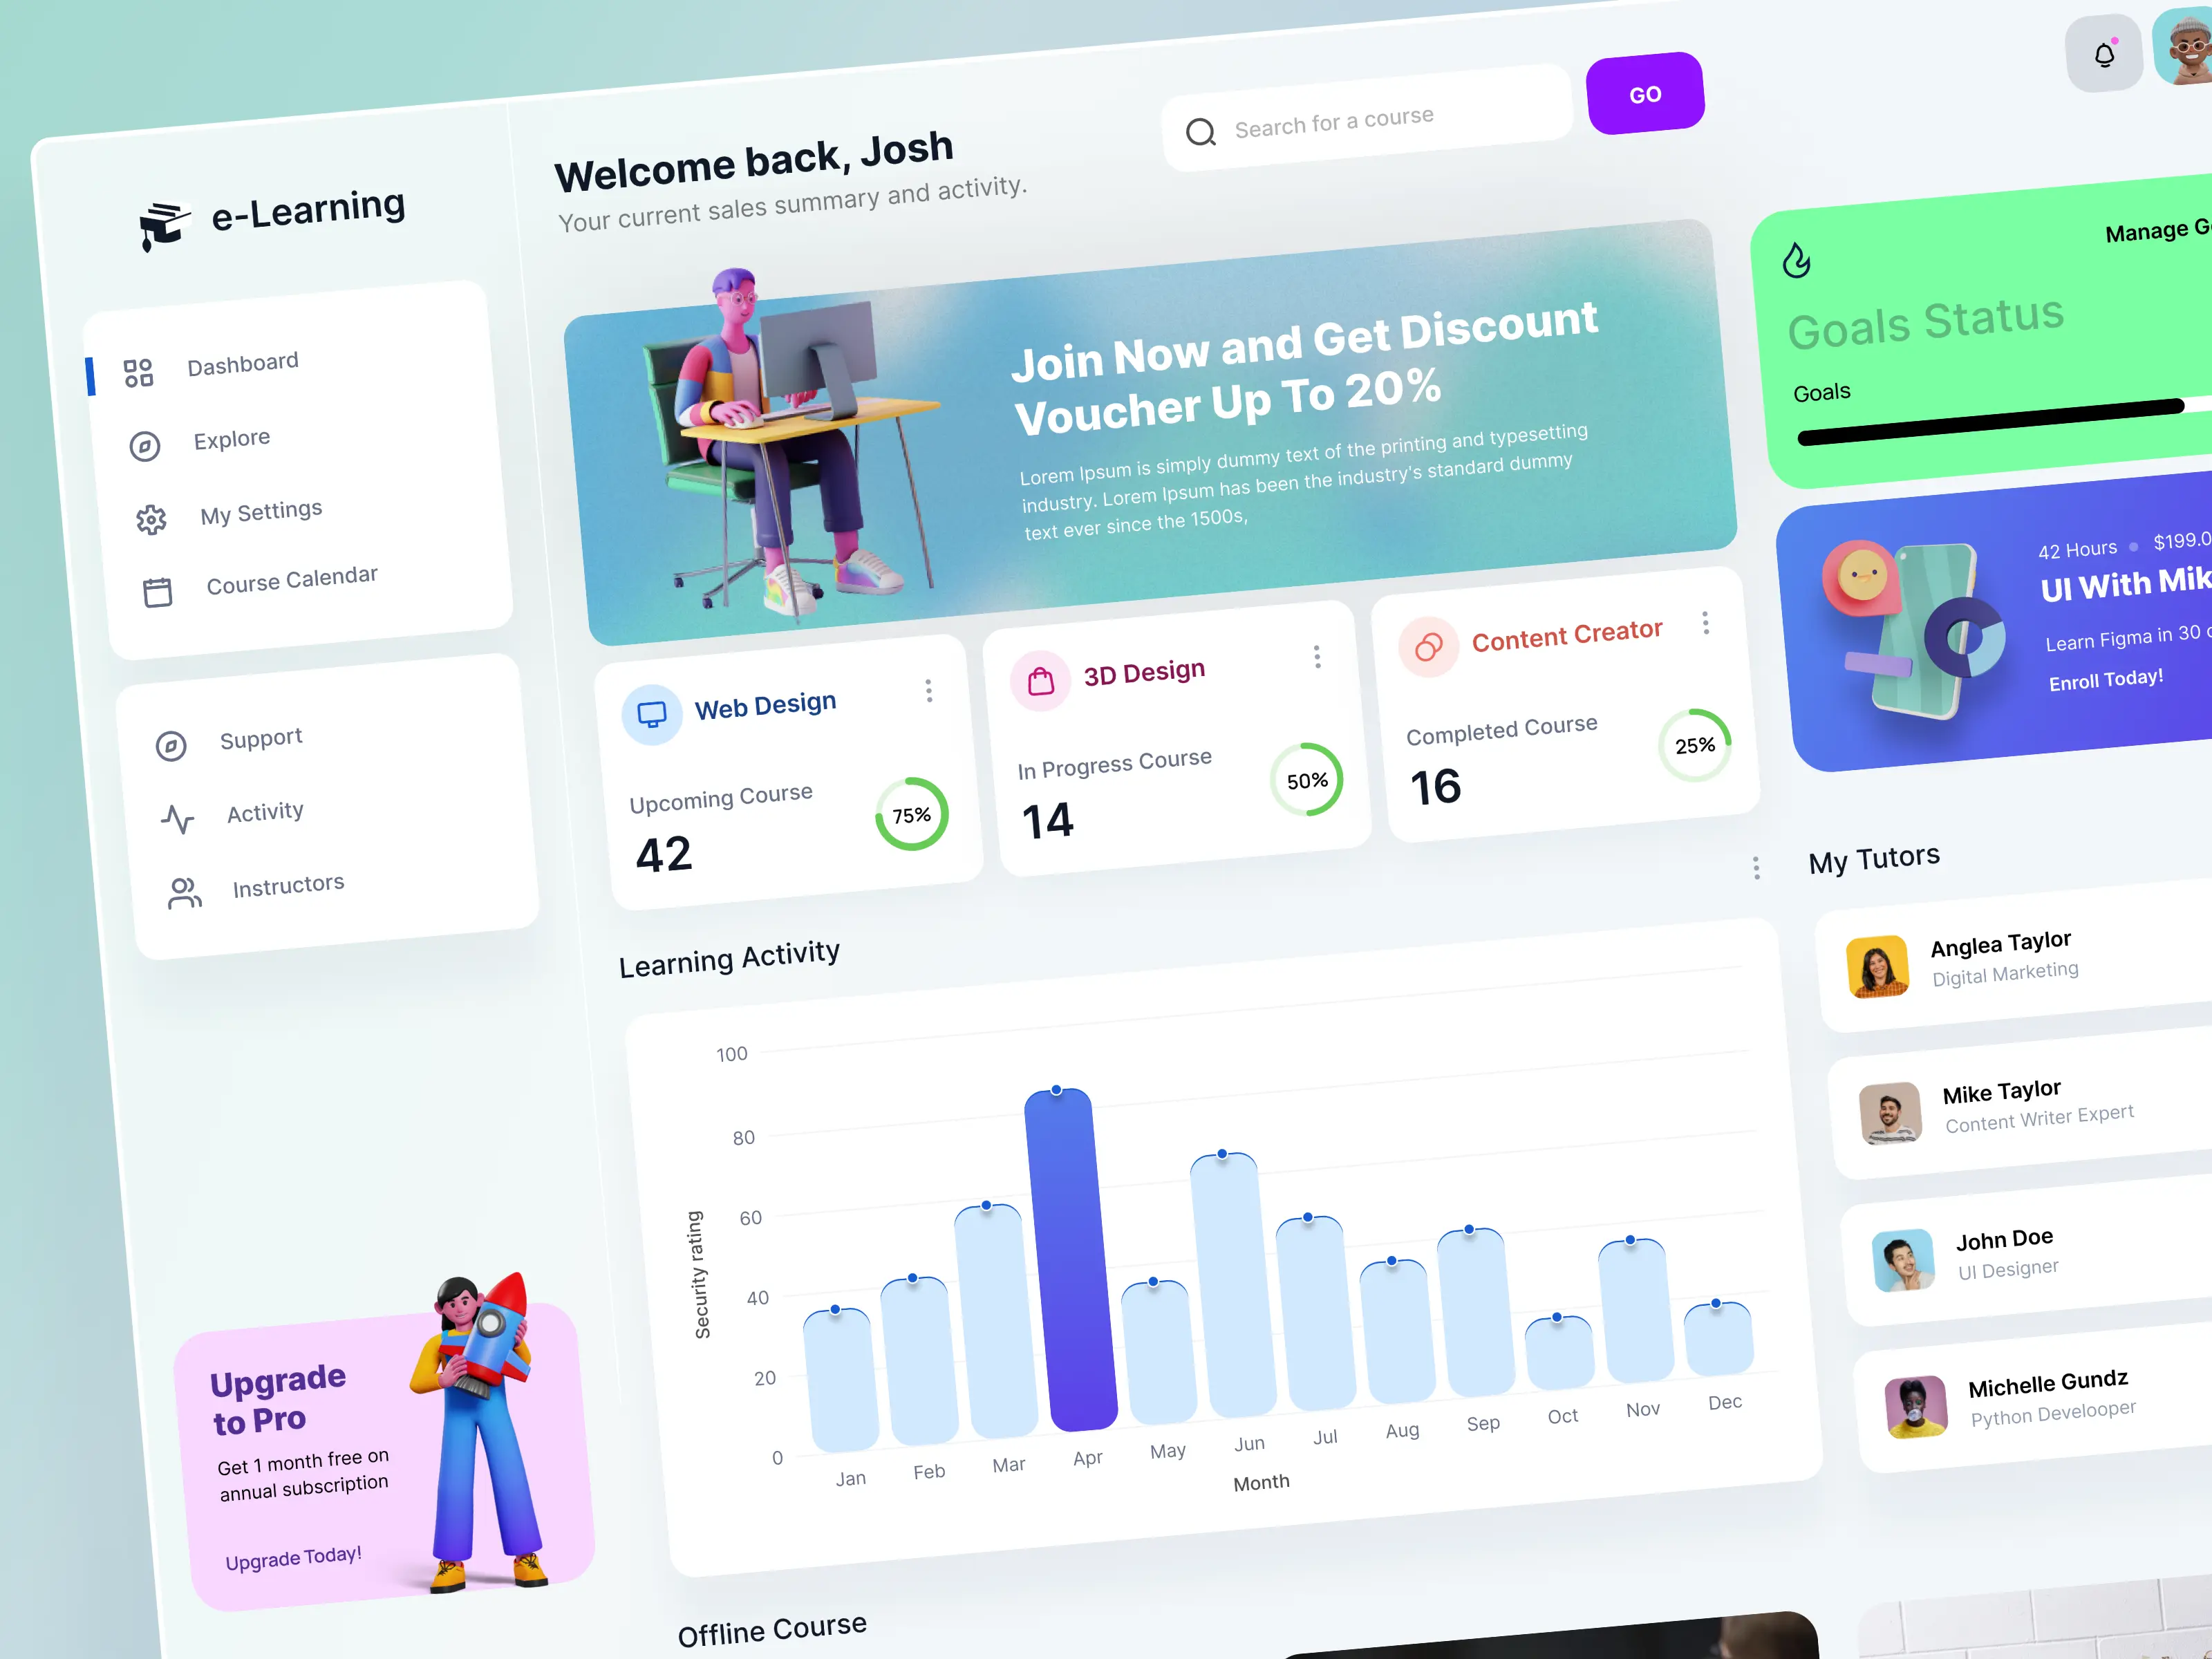 e-Learning
Dashboard
Explore
My Settings
Course Calendar
Support
Activity
Instructors
Upgrade
to Pro
Get 1 month free on
annual subscription
Upgrade Today!
Welcome back, Josh
Your current sales summary and activity.
Search for a course
GO
Join Now and Get Discount
Voucher Up To 20%
Lorem Ipsum is simply dummy text of the printing and typesetting
industry. Lorem Ipsum has been the industry's standard dummy
text ever since the 1500s,
Web Design
Upcoming Course
42
75%
3D Design
In Progress Course
14
50%
Content Creator
Completed Course
16
25%
Learning Activity
Security rating
100
80
60
40
20
0
Jan
Feb
Mar
Apr
May
Jun
Jul
Aug
Sep
Oct
Nov
Dec
Month
Offline Course
Manage
Goals Status
Goals
42 Hours
UI With
Learn Figma in 30
Enroll Today!
My Tutors
Anglea Taylor
Digital Marketing
Mike Taylor
Content Writer Expert
John Doe
UI Designer
Michelle Gundz
Python Develooper